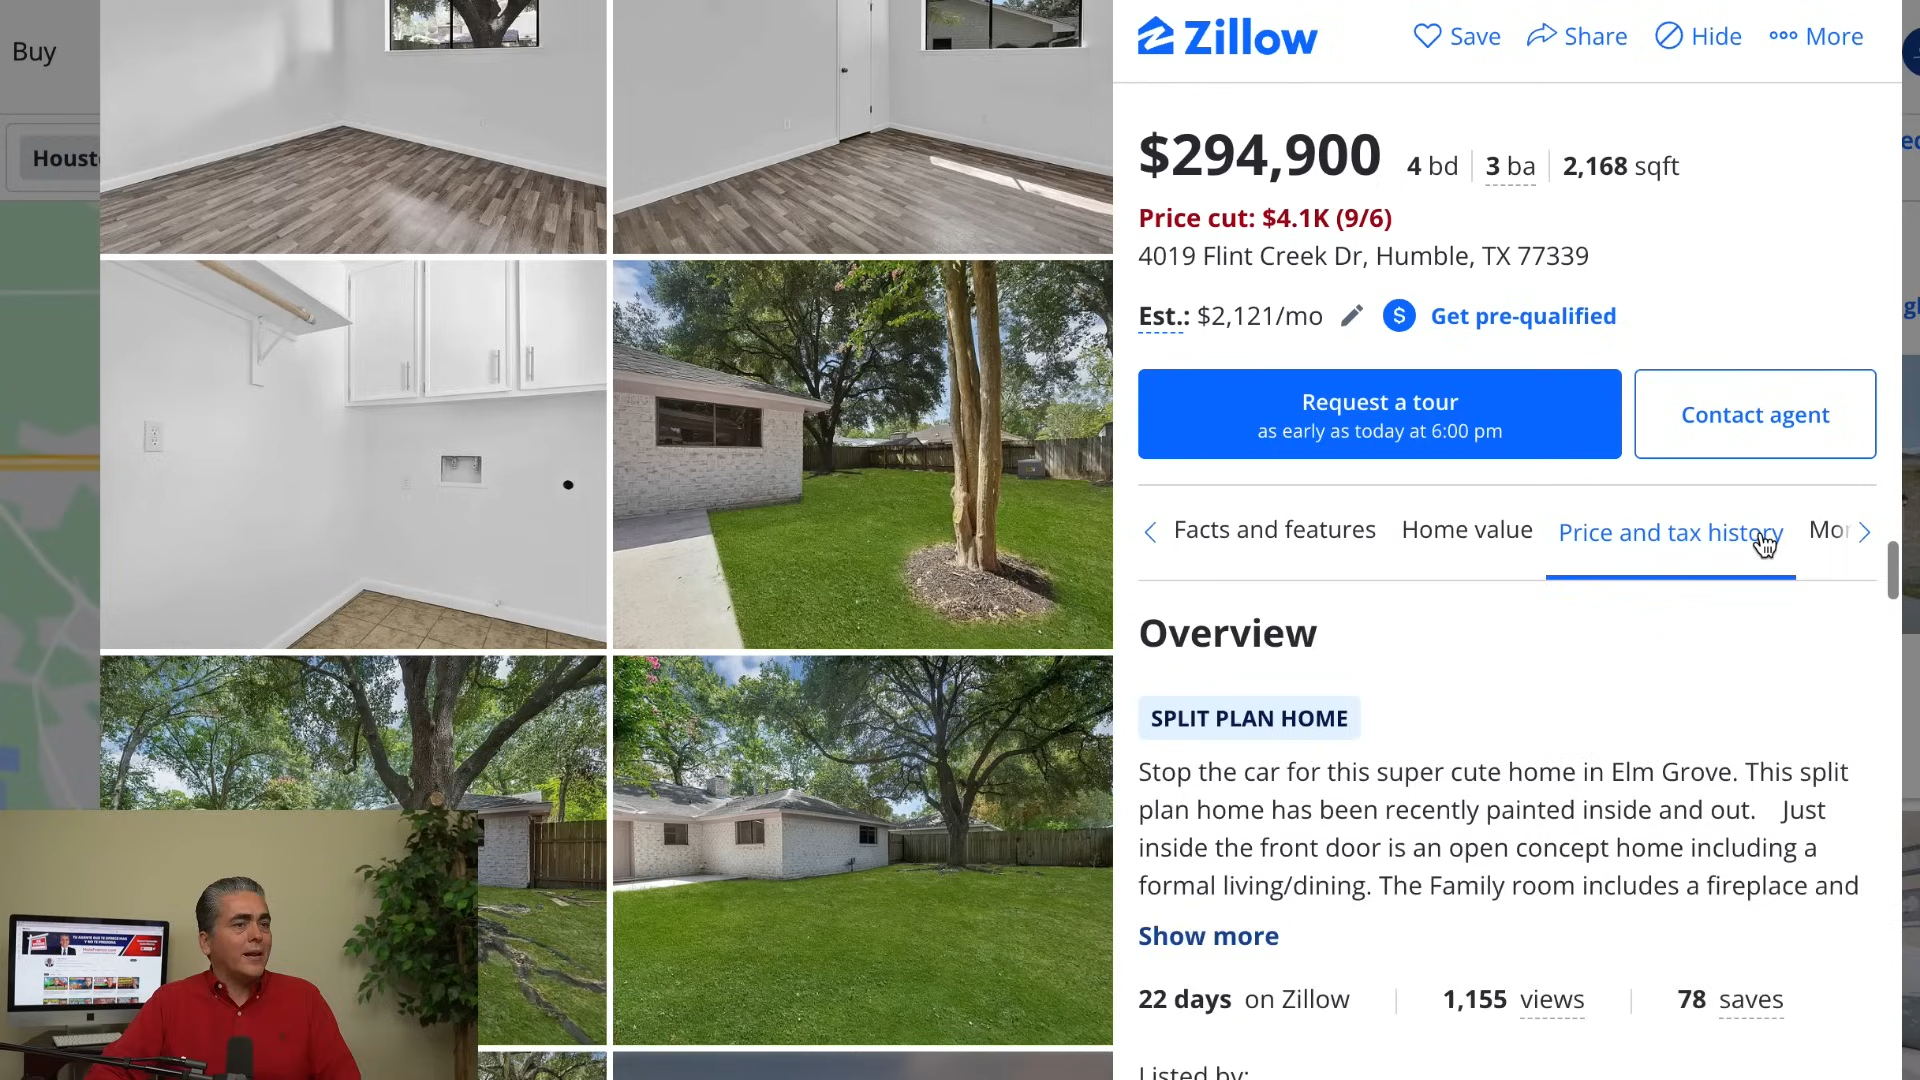 Buy
Zillow
Save
Share
Hide
More
Houst
$294,900
4 bd
3 ba
2,168 sqft
Price cut: $4.1K (9/6)
4019 Flint Creek Dr, Humble, TX 77339
Est.: $2,121/mo
$
Get pre-qualified
Request a tour
as early as today at 6:00 pm
Contact agent
Facts and features
Home value
Price and tax history
Mor
Overview
SPLIT PLAN HOME
Stop the car for this super cute home in Elm Grove. This split
plan home has been recently painted inside and out. Just
inside the front door is an open concept home including a
formal living/dining. The Family room includes a fireplace and
Show more
22 days on Zillow
1,155 views
78 saves
Listed by: